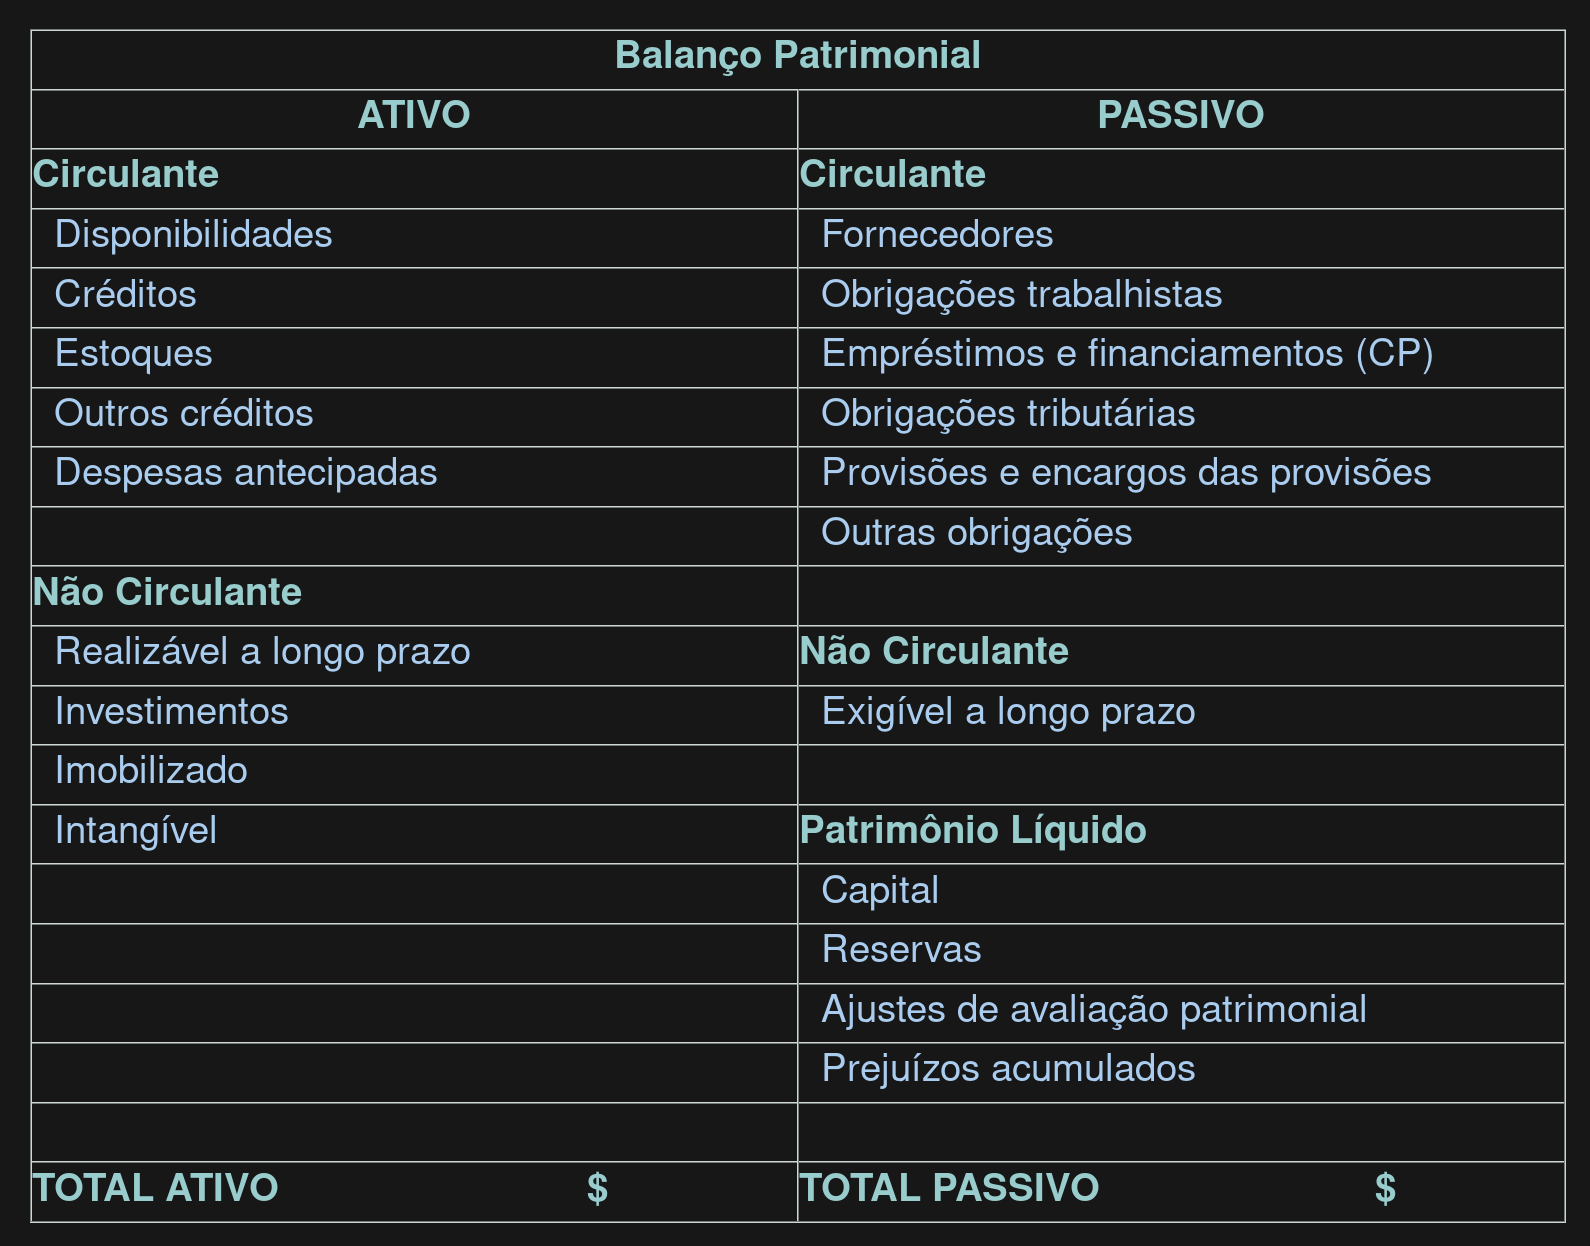 Balanço Patrimonial
ATIVO PASSIVO
Circulante Circulante
Disponibilidades Fornecedores
Créditos Obrigações trabalhistas
Estoques Empréstimos e financiamentos (CP)
Outros créditos Obrigações tributárias
Despesas antecipadas Provisões e encargos das provisões
Outras obrigações
Não Circulante
Realizável a longo prazo Não Circulante
Investimentos Exigível a longo prazo
Imobilizado
Intangível Patrimônio Líquido
Capital
Reservas
Ajustes de avaliação patrimonial
Prejuízos acumulados
TOTAL ATIVO $ TOTAL PASSIVO $